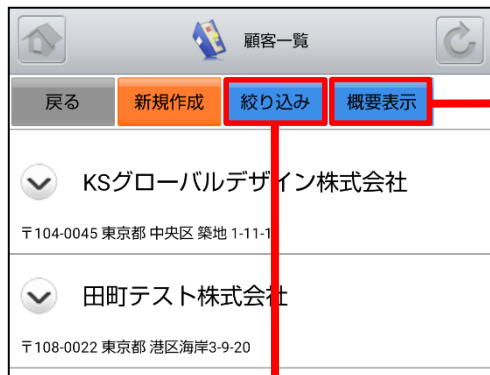 顧客一覧
戻る 新規作成 絞り込み 概要表示
KSグローバルデザイン株式会社
〒104-0045 東京都 中央区 築地 1-11-1
田町テスト株式会社
〒108-0022 東京都 港区海岸3-9-20